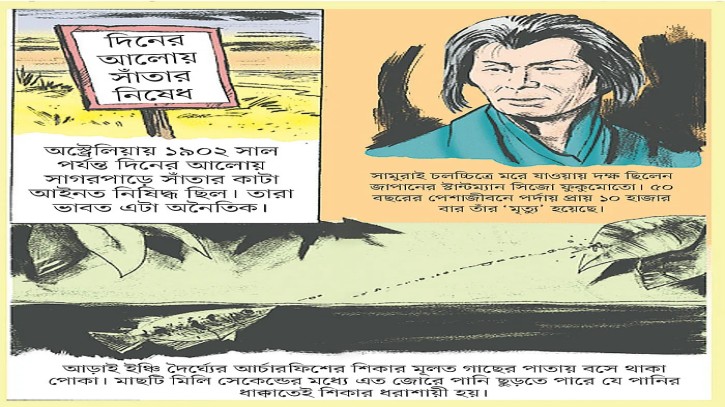 দিনের
আলোয়
সাঁতার
নিষেধ
অস্ট্রেলিয়ায় ১৯০২ সাল
পর্যন্ত দিনের আলোয়
সাগরপাড়ে সাঁতার কাটা
আইনত নিষিদ্ধ ছিল। তারা
ভাবত এটা অনৈতিক।
সামুরাই চলচ্চিত্রে মরে যাওয়ায় দক্ষ ছিলেন
জাপানের স্টান্টম্যান সিজো ফুকুমোতো। ৫০
বছরের পেশাজীবনে পর্দায় প্রায় ১০ হাজার
বার তাঁর ‘মৃত্যু’ হয়েছে।
আড়াই ইঞ্চি দৈর্ঘ্যের আর্চারফিশের শিকার মূলত গাছের পাতায় বসে থাকা
পোকা। মাছটি মিলি সেকেন্ডের মধ্যে এত জোরে পানি ছুড়তে পারে যে পানির
ধাক্কাতেই শিকার ধরাশায়ী হয়।